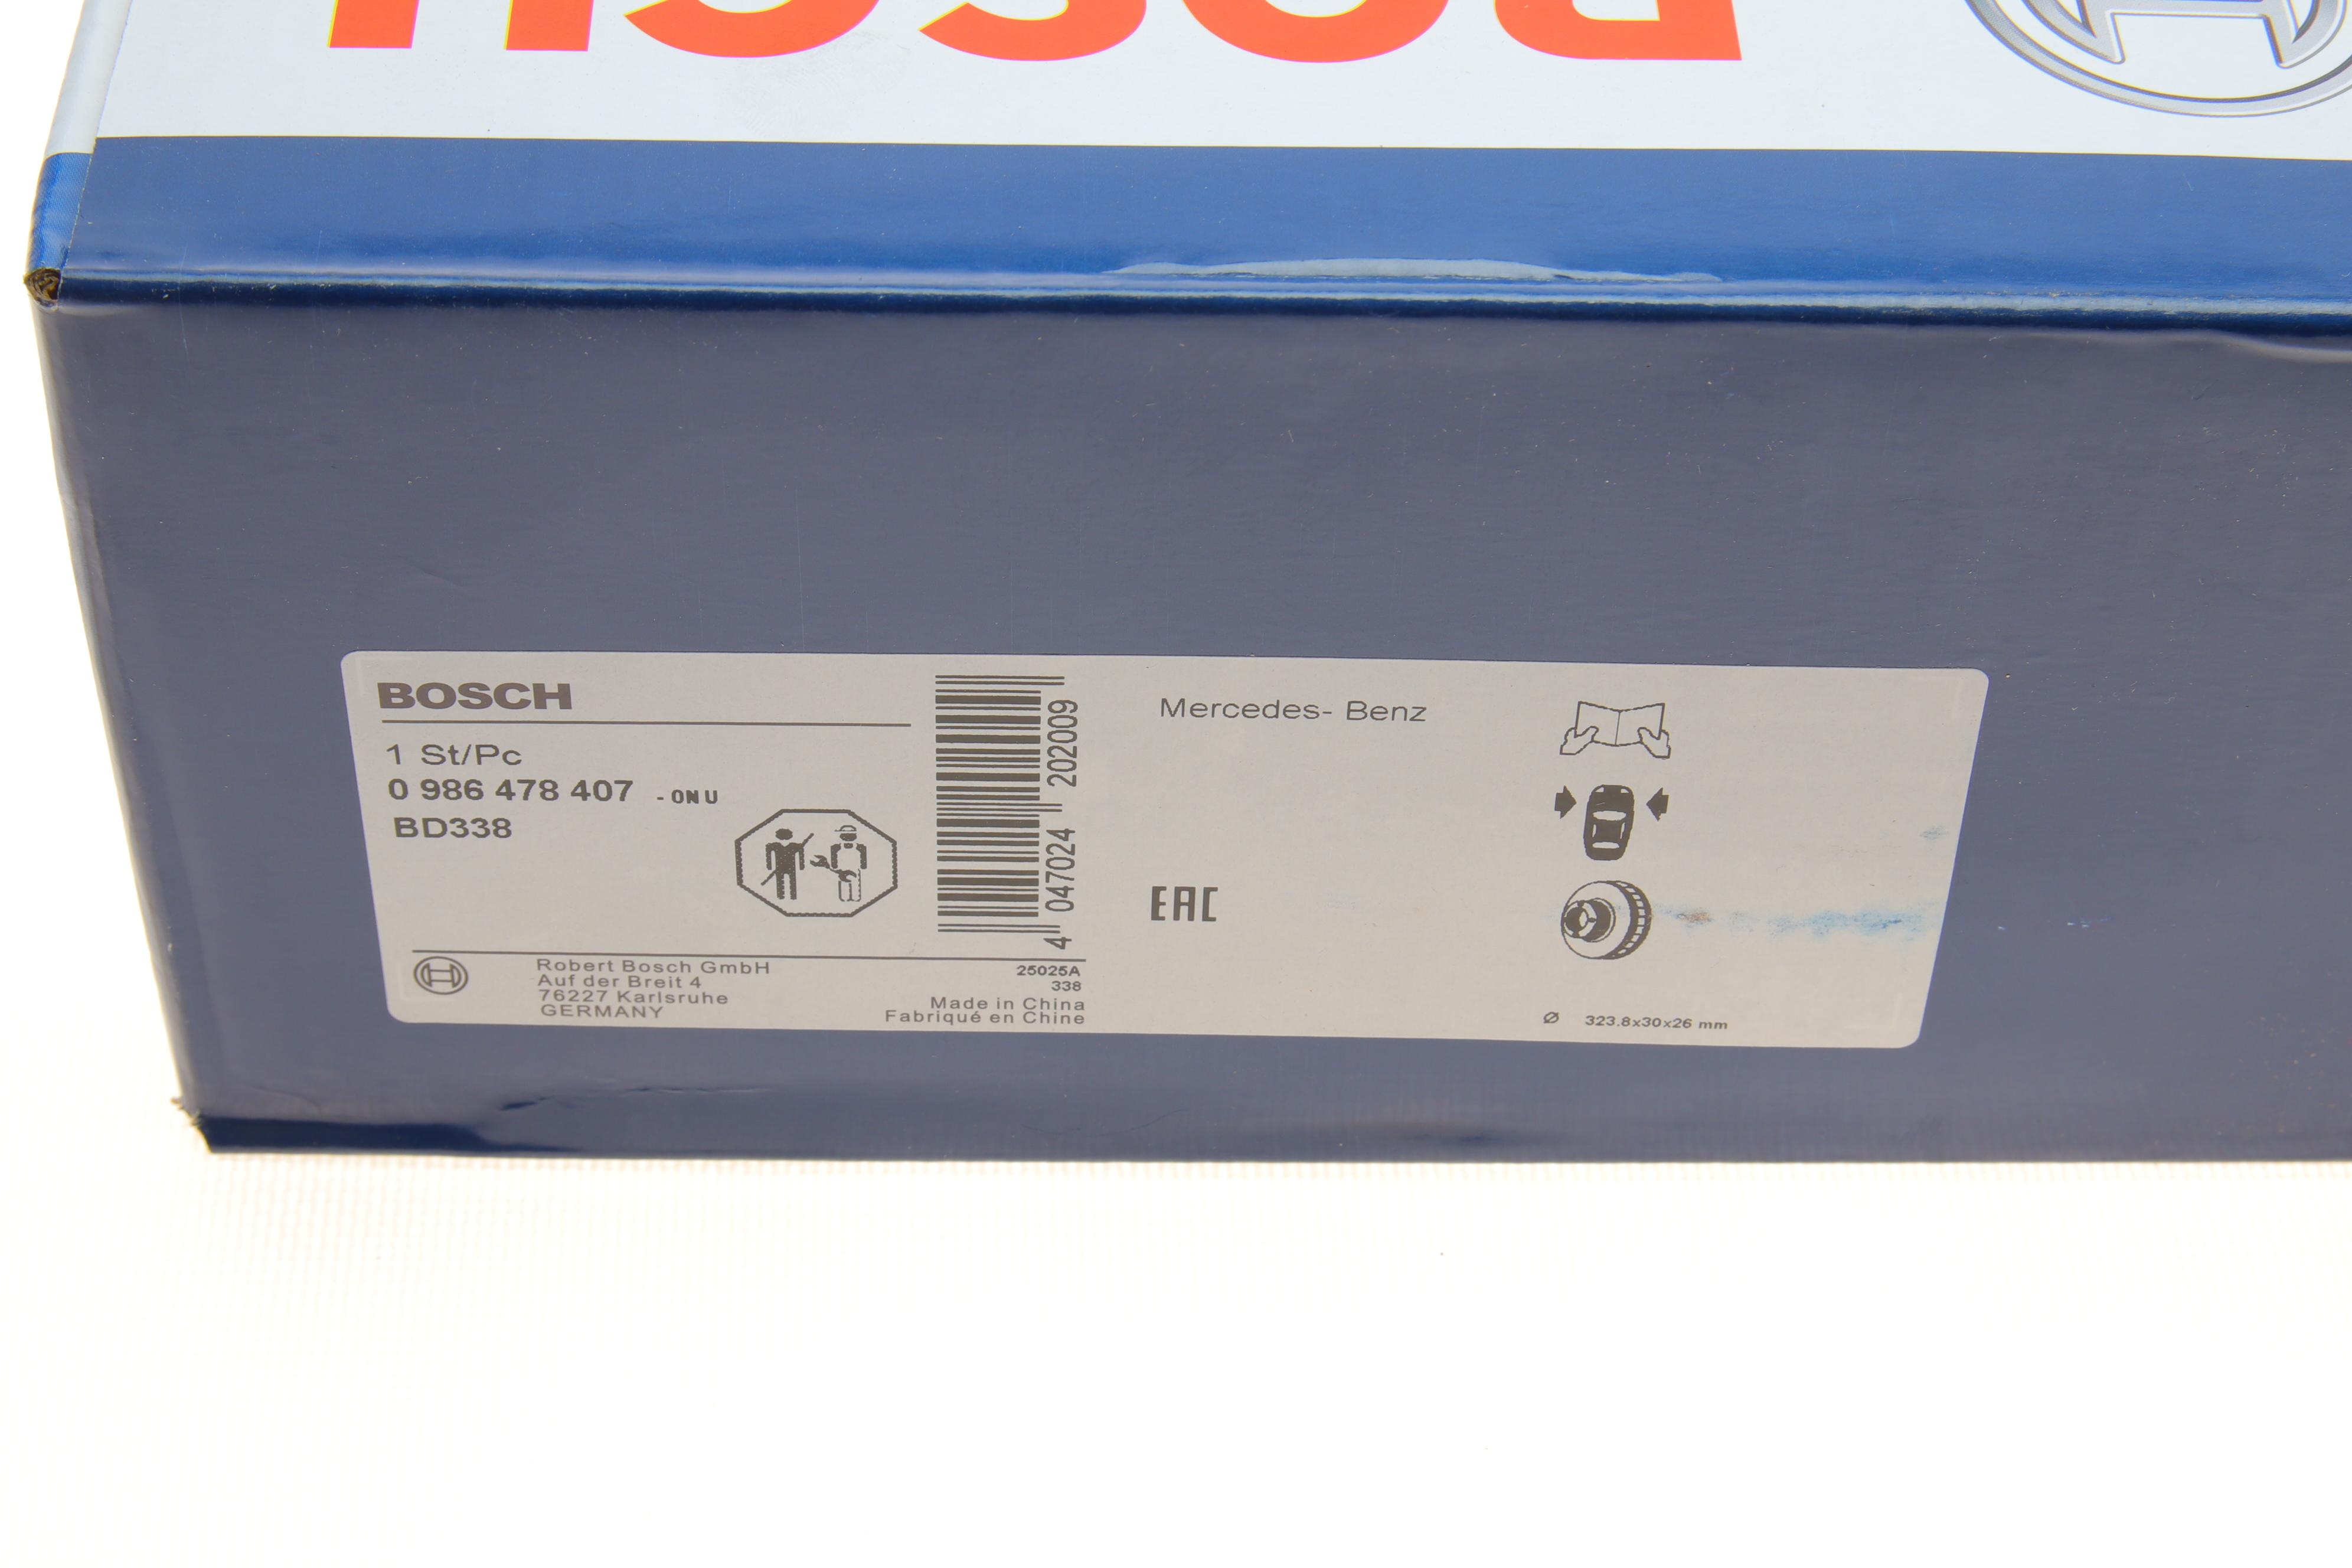 BOSCH
BOSCH
1 St/Pc
0 986 478 407 - 0NU
BD338
4 047024 202009
Mercedes- Benz
EAC
Robert Bosch GmbH
Auf der Breit 4
76227 Karlsruhe
GERMANY
25025A
338
Made in China
Fabriqué en Chine
Ø 323.8x30x26 mm